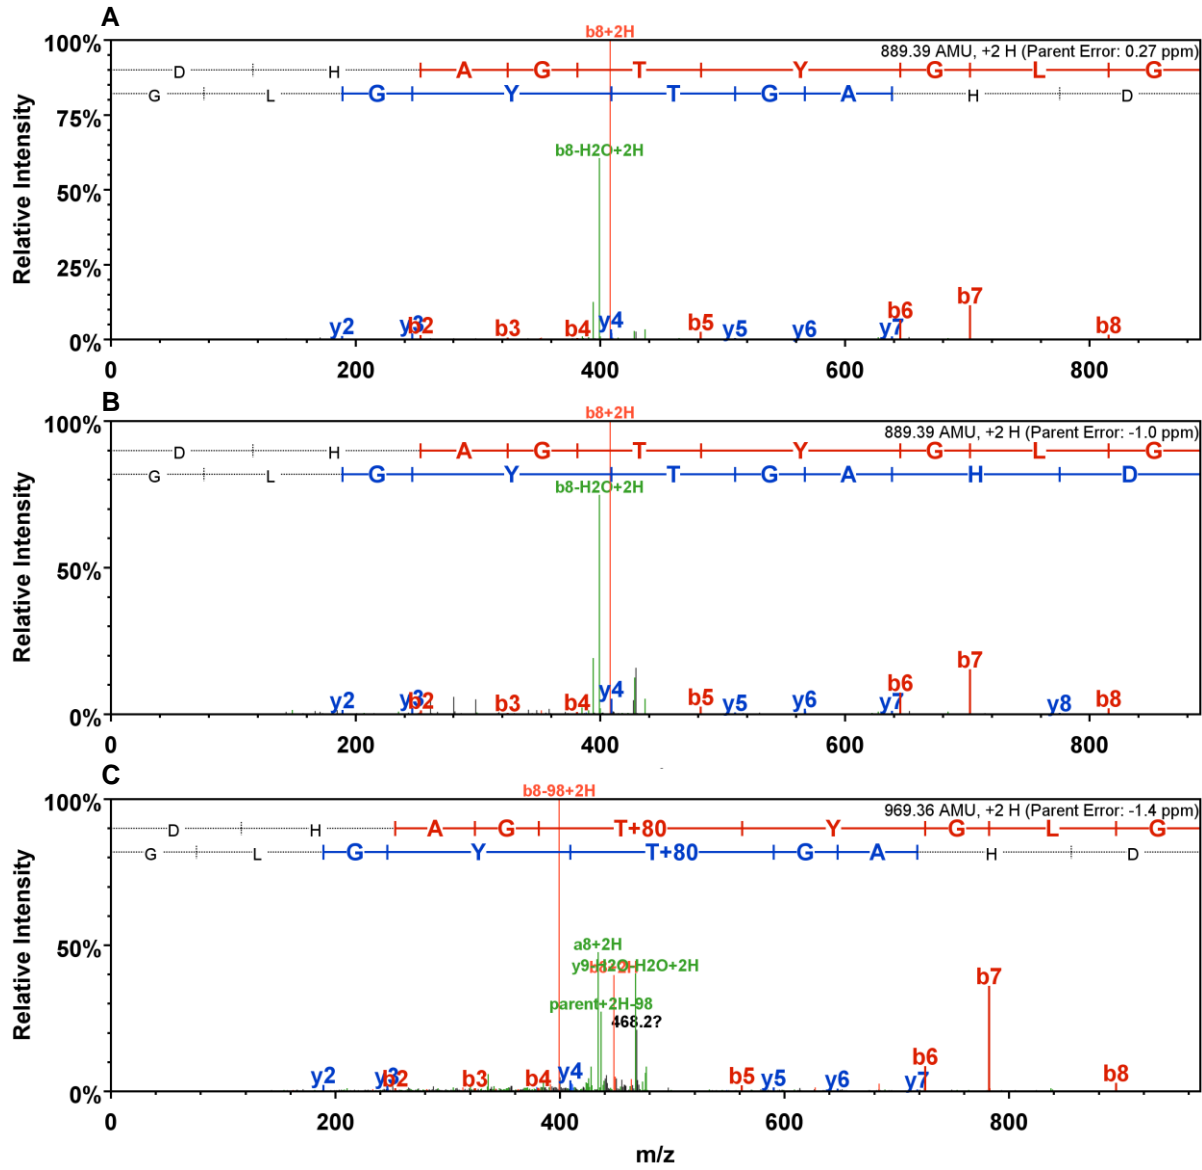 A
b8+2H
100%
889.39 AMU, +2 H (Parent Error: 0.27 ppm)
D H A G T Y G L G
G L G Y T G A H D
75%
b8-H2O+2H
50%
25%
y2 y3 b2 b3 b4 y4 b5 y5 y6 y7 b6 b7 b8
0%
0 200 400 600 800
Relative Intensity
B
b8+2H
100%
889.39 AMU, +2 H (Parent Error: -1.0 ppm)
D H A G T Y G L G
G L G Y T G A H D
b8-H2O+2H
50%
y2 y3 b2 b3 b4 y4 b5 y5 y6 y7 b6 b7 y8 b8
0%
0 200 400 600 800
Relative Intensity
C
b8-98+2H
100%
969.36 AMU, +2 H (Parent Error: -1.4 ppm)
D H A G T+80 Y G L G
G L G Y T+80 G A H D
50%
a8+2H
parent+2H-98
468.2?
y2 y3 b2 b3 b4 y4 b5 y5 y6 y7 b6 b7 b8
0%
0 200 400 600 800
Relative Intensity
m/z